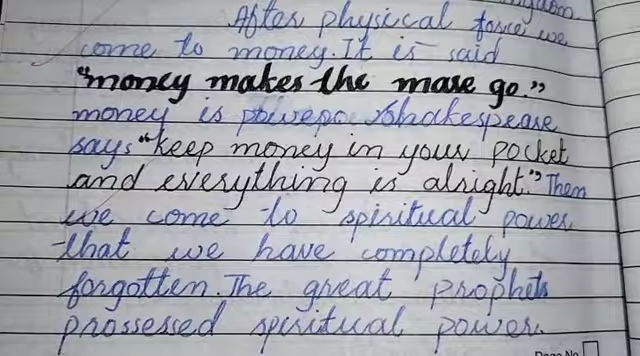 After physical force we
come to money. It is said
"money makes the mare go."
money is power. Shakespeare
says "keep money in your pocket
and everything is alright." Then
we come to spiritual power
that we have completely
forgotten. The great prophets
prossessed spiritual power.
Page No.